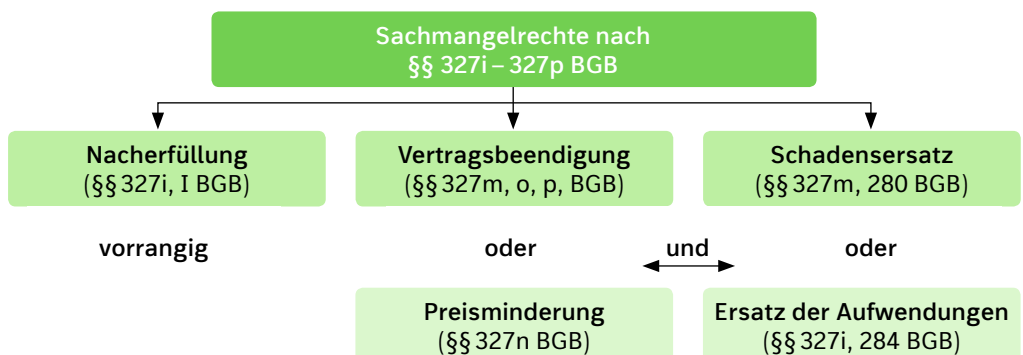 Sachmangelrechte nach
§§ 327i – 327p BGB
Nacherfüllung
(§§ 327i, I BGB)
Vertragsbeendigung
(§§ 327m, o, p, BGB)
Schadensersatz
(§§ 327m, 280 BGB)
vorrangig
oder
und
oder
Preisminderung
(§§ 327n BGB)
Ersatz der Aufwendungen
(§§ 327i, 284 BGB)